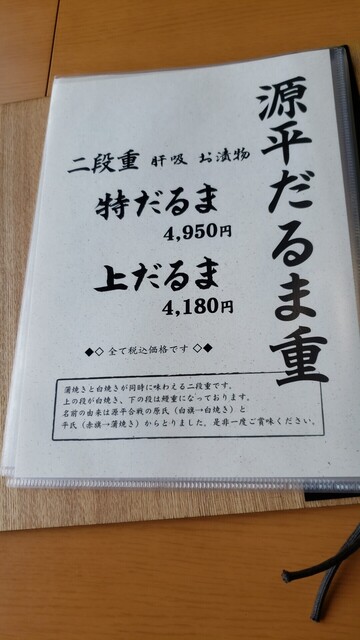 源平だるま重
二段重 肝吸 お漬物
特だるま
4,950円
上だるま
4,180円
◆◇ 全て税込価格です ◇◆
蒲焼きと白焼きが同時に味わえる二段重です。
上の段が白焼き、下の段は鰻重になっております。
名前の由来は源平合戦の源氏（白旗→白焼き）と
平氏（赤旗→蒲焼き）からとりました。是非一度ご賞味ください。